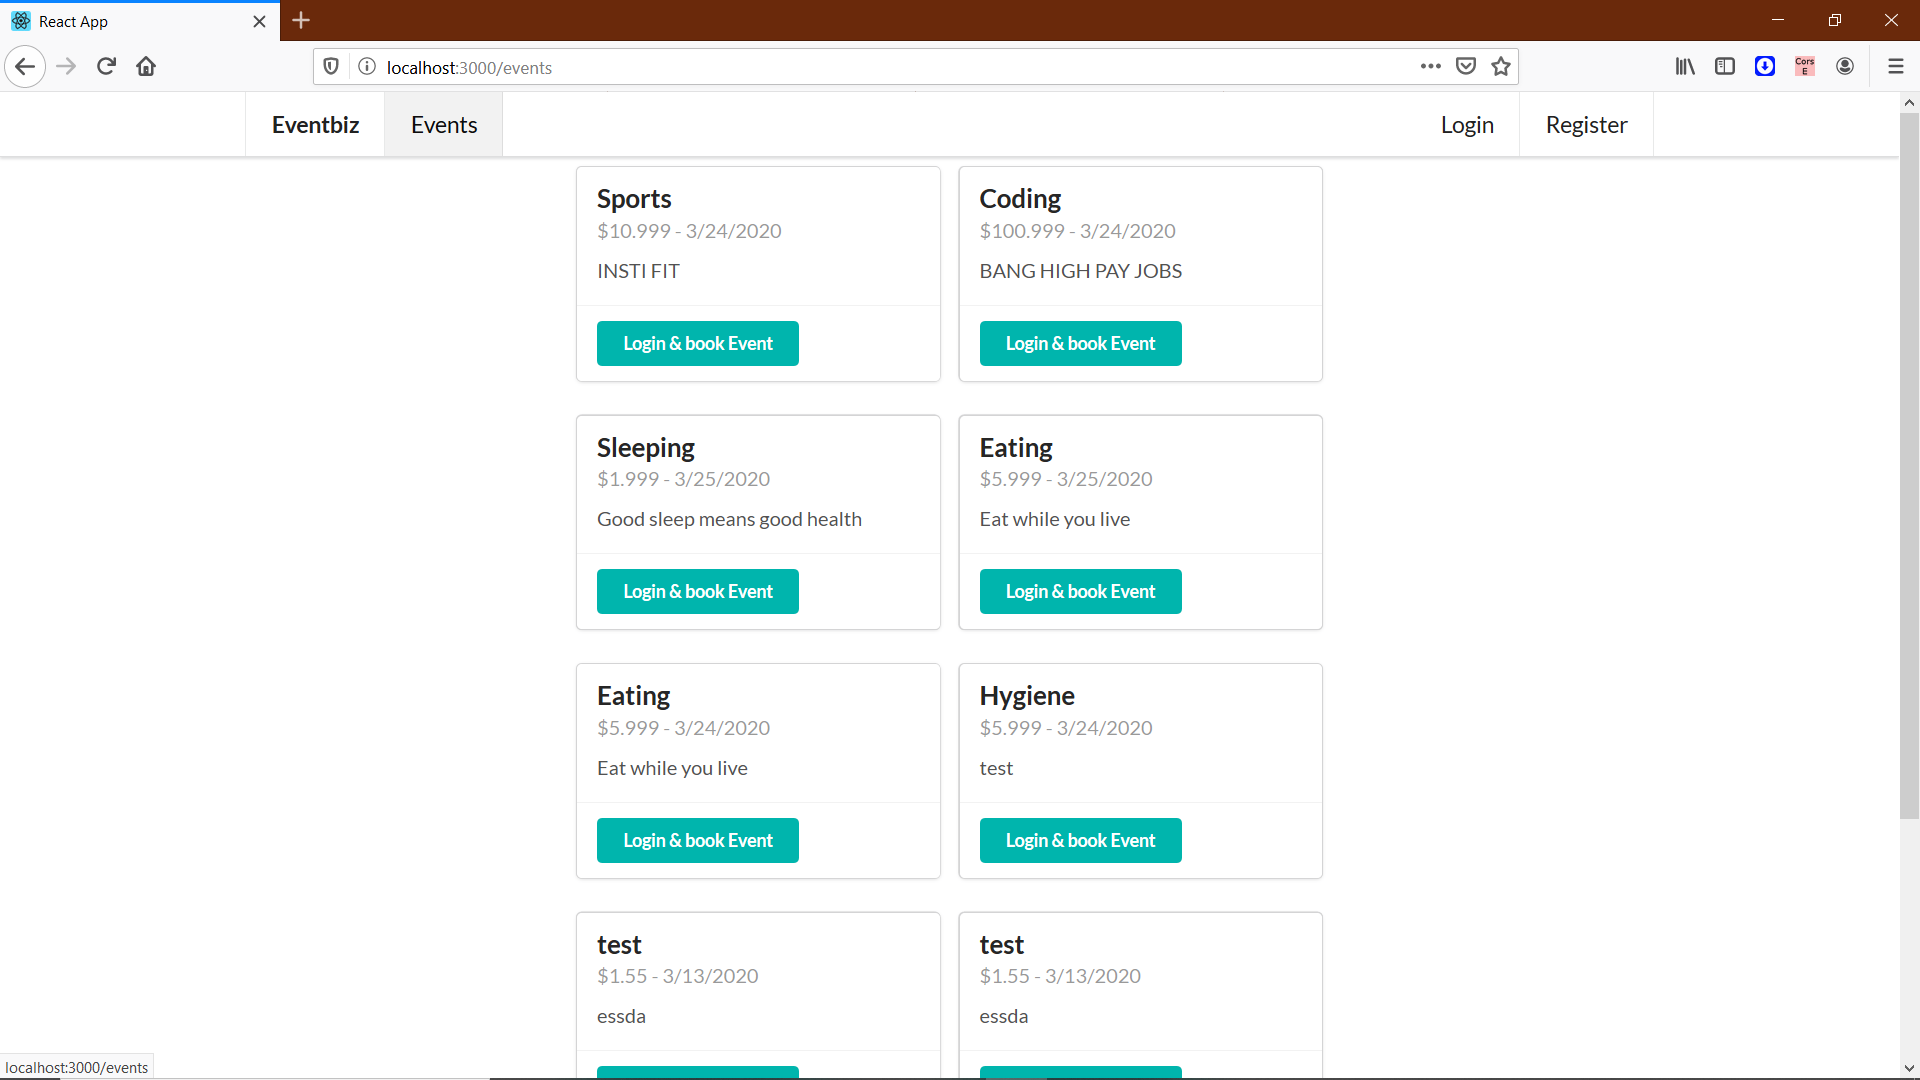 React App
localhost:3000/events
Cors E
Eventbiz Events Login Register
Sports
$10.999 - 3/24/2020
INSTI FIT
Login & book Event
Coding
$100.999 - 3/24/2020
BANG HIGH PAY JOBS
Login & book Event
Sleeping
$1.999 - 3/25/2020
Good sleep means good health
Login & book Event
Eating
$5.999 - 3/25/2020
Eat while you live
Login & book Event
Eating
$5.999 - 3/24/2020
Eat while you live
Login & book Event
Hygiene
$5.999 - 3/24/2020
test
Login & book Event
test
$1.55 - 3/13/2020
essda
test
$1.55 - 3/13/2020
essda
localhost:3000/events